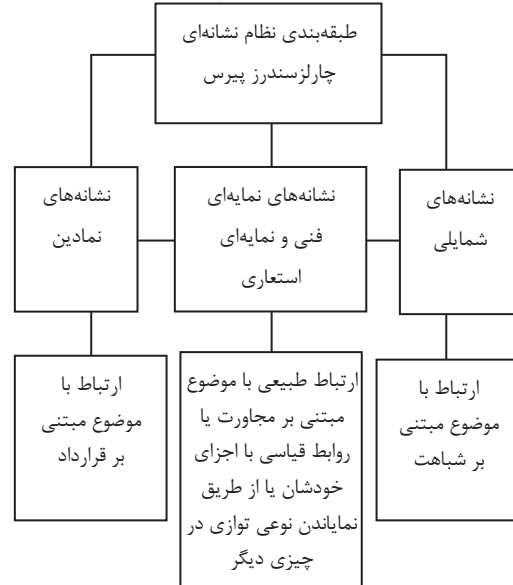 طبقه‌بندی نظام نشانه‌ای
چارلزسندرز پیرس
نشانه‌های
شمایلی
نشانه‌های نمایه‌ای
فنی و نمایه‌ای
استعاری
نشانه‌های
نمادین
ارتباط با
موضوع مبتنی
بر شباهت
ارتباط طبیعی با موضوع
مبتنی بر مجاورت یا
روابط قیاسی با اجزای
خودشان یا از طریق
نمایاندن نوعی توازی در
چیزی دیگر
ارتباط با
موضوع مبتنی
بر قرارداد